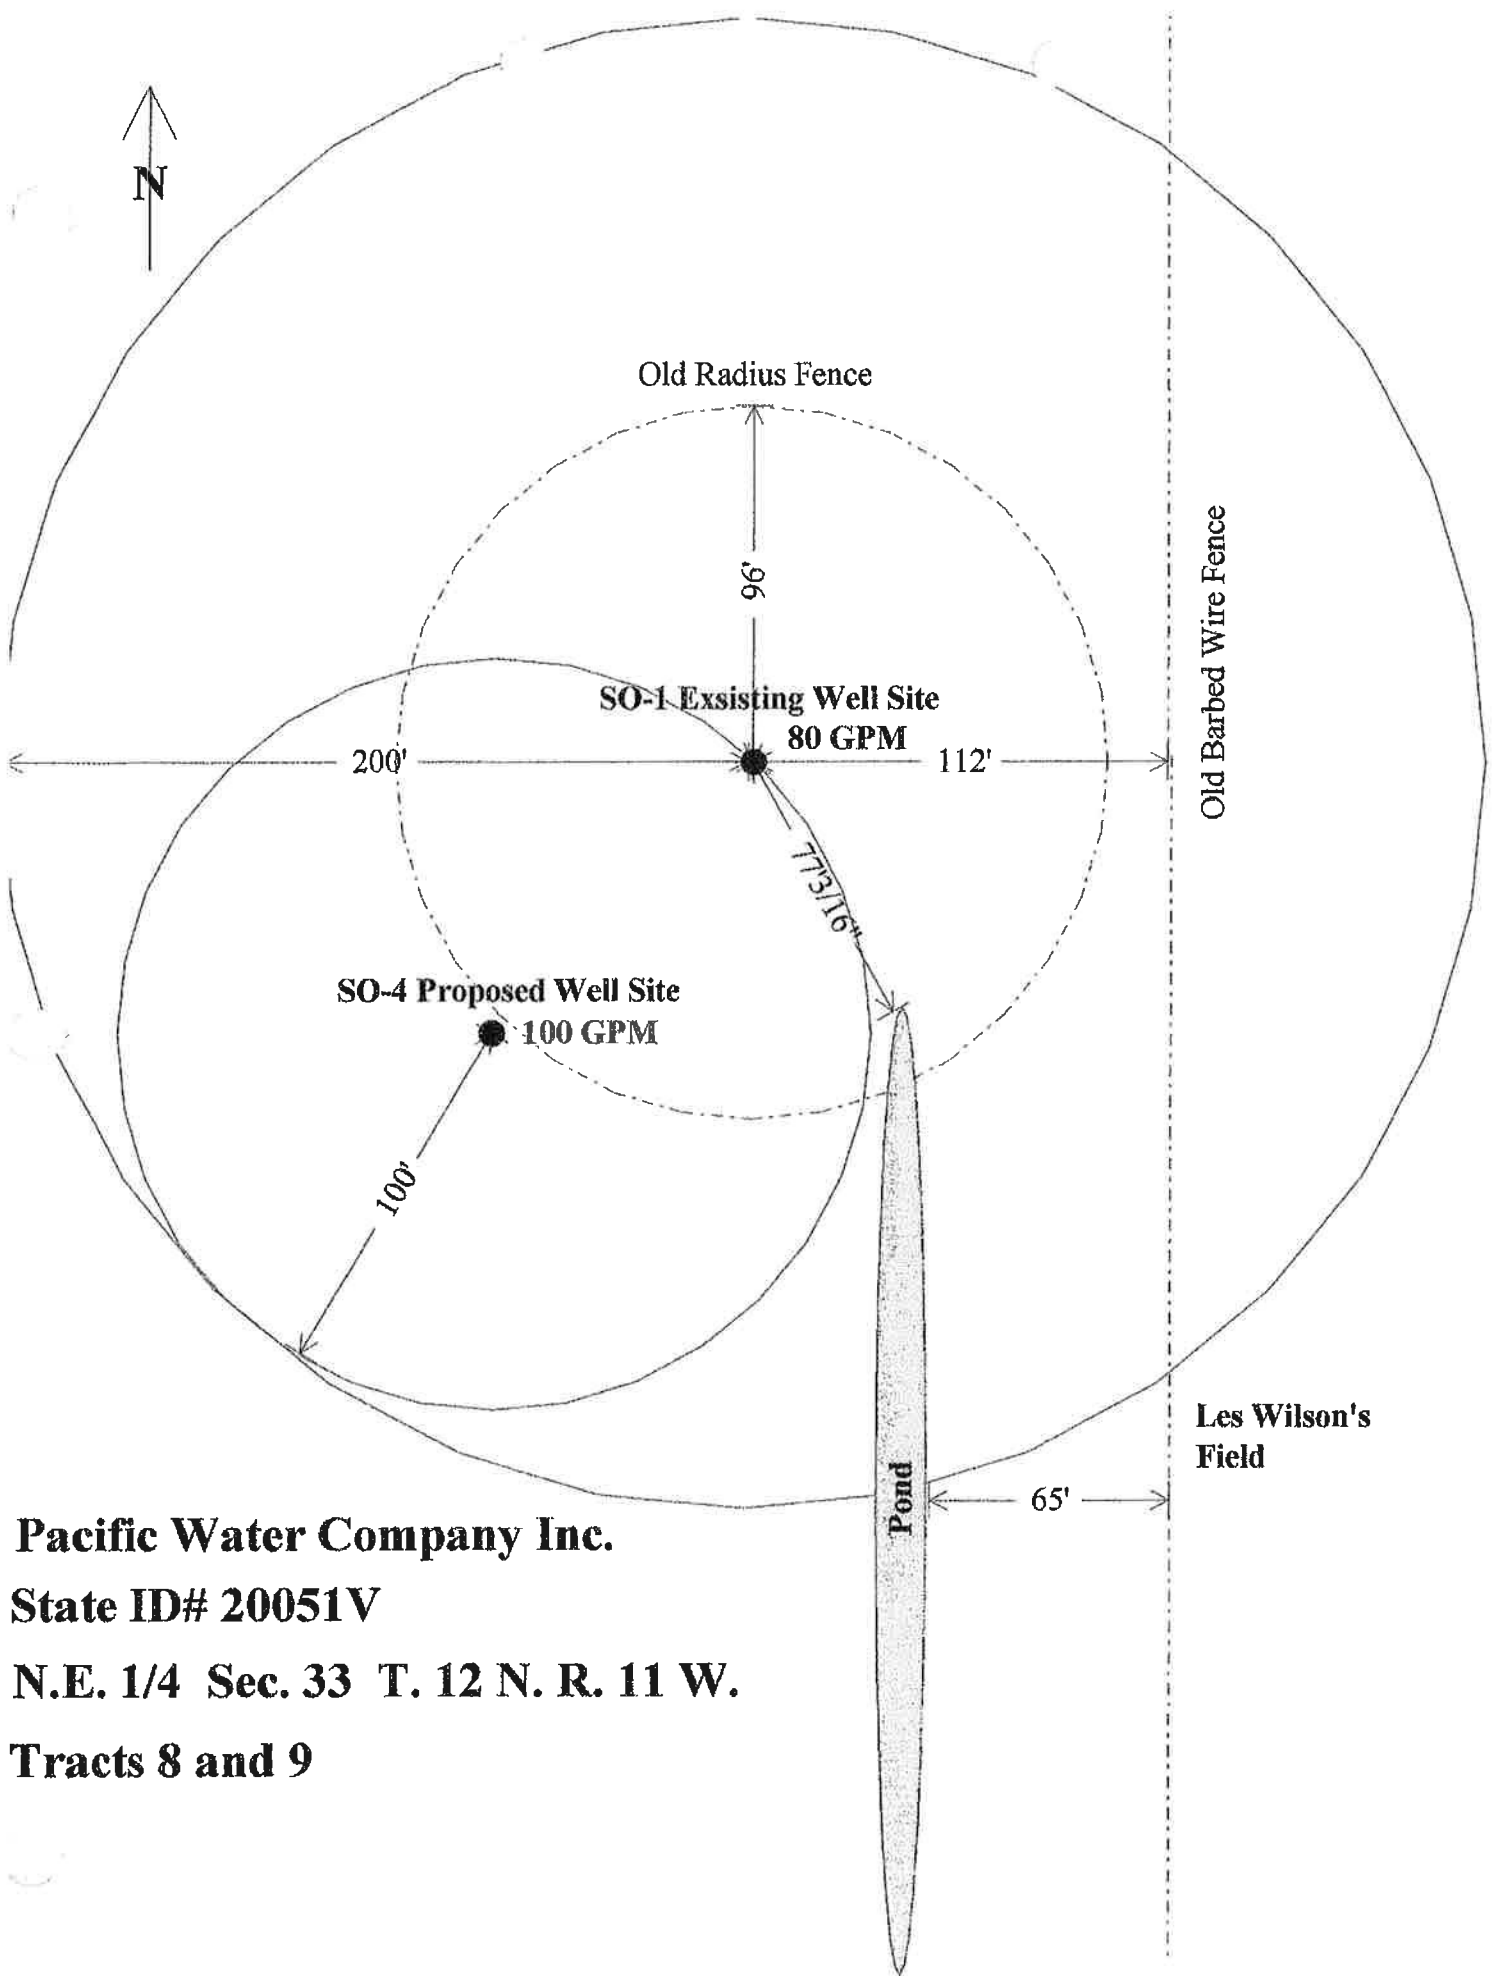 N
Old Radius Fence
96'
Old Barbed Wire Fence
SO-1 Exsisting Well Site
80 GPM
200'
112'
77'3/16"
SO-4 Proposed Well Site
100 GPM
100'
Les Wilson's
Field
Pond
65'
Pacific Water Company Inc.
State ID# 20051V
N.E. 1/4 Sec. 33 T. 12 N. R. 11 W.
Tracts 8 and 9